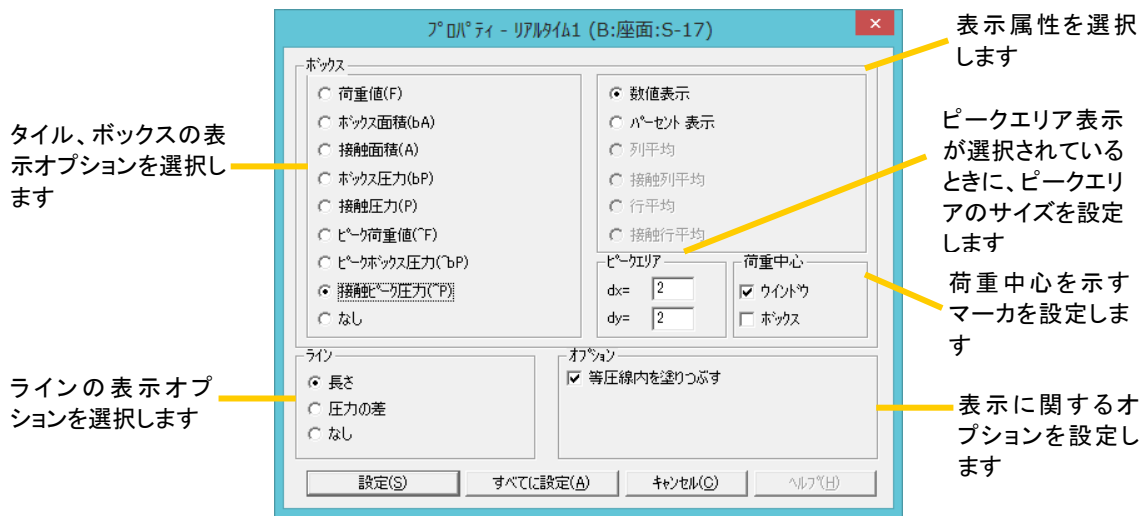 プロパティ - リアルタイム1 (B:座面:S-17)
×
表示属性を選択
します
ボックス
荷重値(F)
ボックス面積(bA)
接触面積(A)
ボックス圧力(bP)
接触圧力(P)
ピーク荷重値(^F)
ピークボックス圧力(^bP)
接触ピーク圧力(^P)
なし
数値表示
パーセント 表示
列平均
接触列平均
行平均
接触行平均
タイル、ボックスの表
示オプションを選択し
ます
ピークエリア表示
が選択されている
ときに、ピークエリ
アのサイズを設定
します
ピークエリア
dx= 2
dy= 2
荷重中心
ウインドウ
ボックス
荷重中心を示す
マーカを設定しま
す
ライン
長さ
圧力の差
なし
オプション
等圧線内を塗りつぶす
ラインの表示オプ
ションを選択します
表示に関するオ
プションを設定し
ます
設定(S)
すべてに設定(A)
キャンセル(C)
ヘルプ(H)